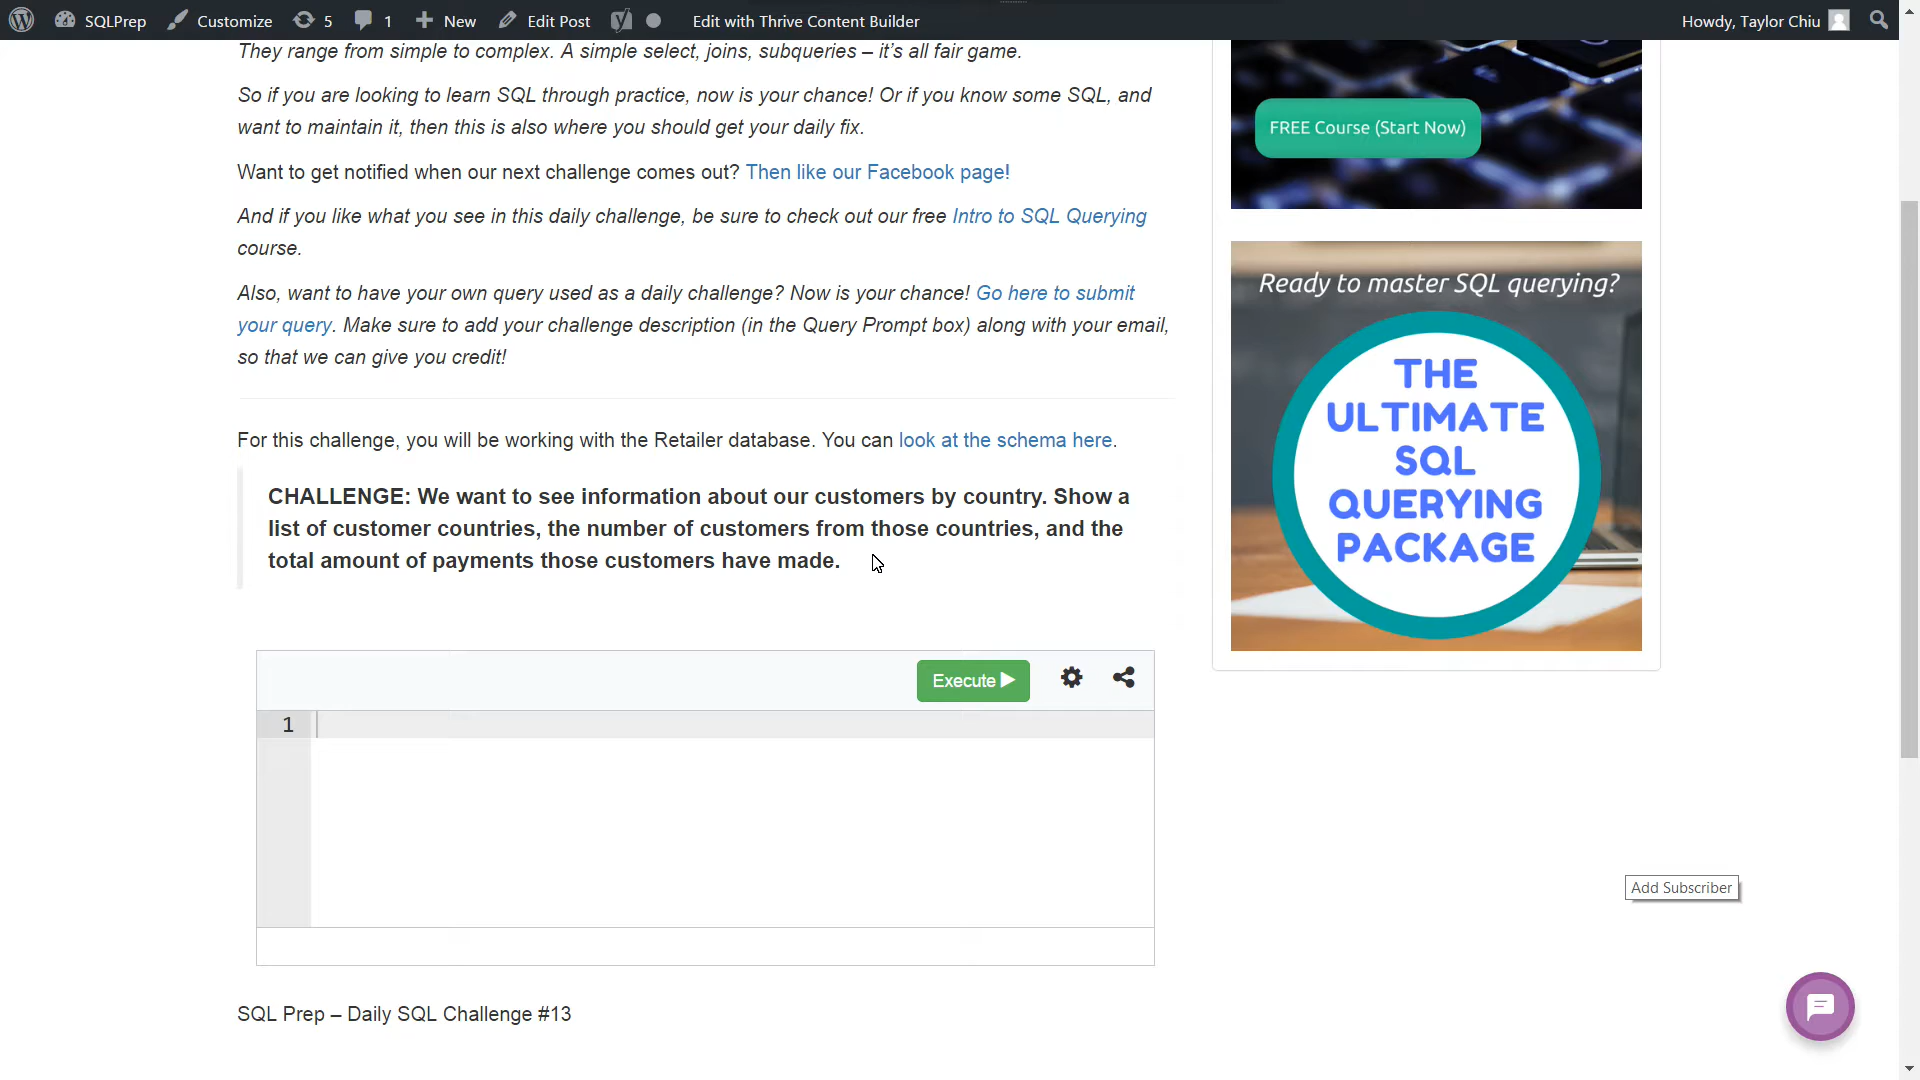 SQLPrep Customize 5 1 New Edit Post Edit with Thrive Content Builder Howdy, Taylor Chiu
They range from simple to complex. A simple select, joins, subqueries – it's all fair game.
So if you are looking to learn SQL through practice, now is your chance! Or if you know some SQL, and
want to maintain it, then this is also where you should get your daily fix.
Want to get notified when our next challenge comes out? Then like our Facebook page!
And if you like what you see in this daily challenge, be sure to check out our free Intro to SQL Querying
course.
Also, want to have your own query used as a daily challenge? Now is your chance! Go here to submit
your query. Make sure to add your challenge description (in the Query Prompt box) along with your email,
so that we can give you credit!
For this challenge, you will be working with the Retailer database. You can look at the schema here.
CHALLENGE: We want to see information about our customers by country. Show a
list of customer countries, the number of customers from those countries, and the
total amount of payments those customers have made.
Execute
1
SQL Prep – Daily SQL Challenge #13
FREE Course (Start Now)
Ready to master SQL querying?
THE
ULTIMATE
SQL
QUERYING
PACKAGE
Add Subscriber